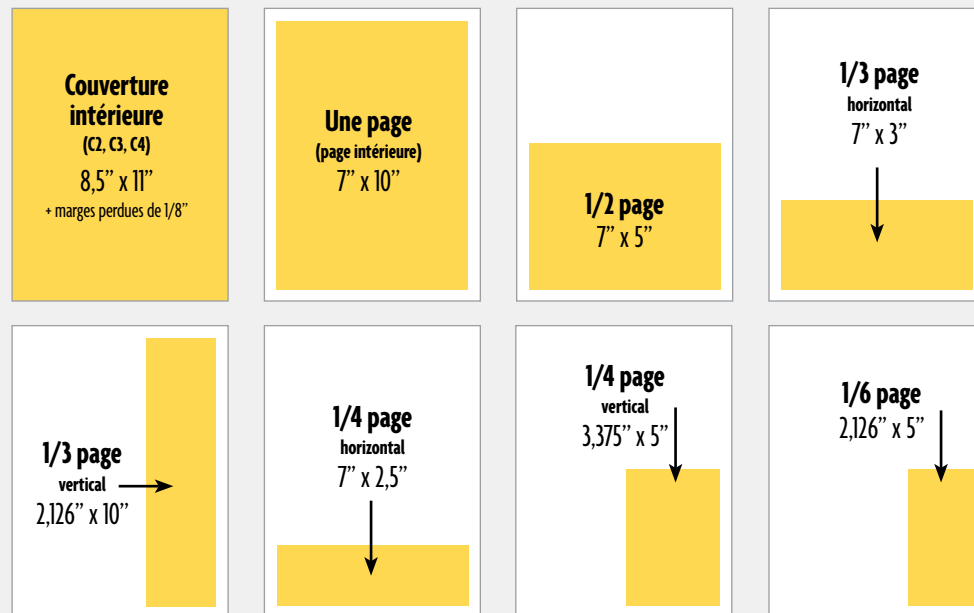 Couverture
intérieure
(C2, C3, C4)
8,5” x 11”
+ marges perdues de 1/8”
Une page
(page intérieure)
7” x 10”
1/2 page
7” x 5”
1/3 page
horizontal
7” x 3”
1/3 page
vertical
2,126” x 10”
1/4 page
horizontal
7” x 2,5”
1/4 page
vertical
3,375” x 5”
1/6 page
2,126” x 5”